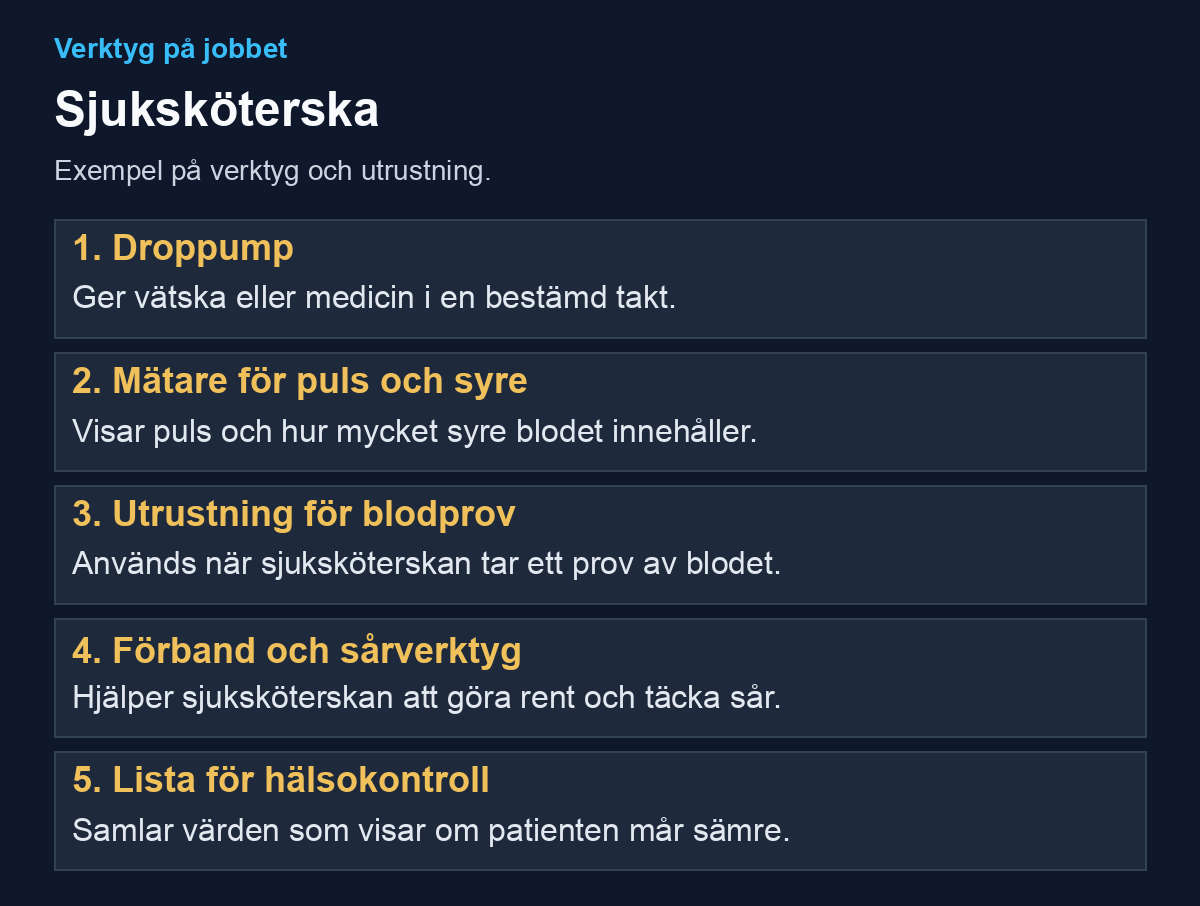 Verktyg på jobbet
Sjuksköterska
Exempel på verktyg och utrustning.
1. Droppump
Ger vätska eller medicin i en bestämd takt.
2. Mätare för puls och syre
Visar puls och hur mycket syre blodet innehåller.
3. Utrustning för blodprov
Används när sjuksköterskan tar ett prov av blodet.
4. Förband och sårverktyg
Hjälper sjuksköterskan att göra rent och täcka sår.
5. Lista för hälsokontroll
Samlar värden som visar om patienten mår sämre.